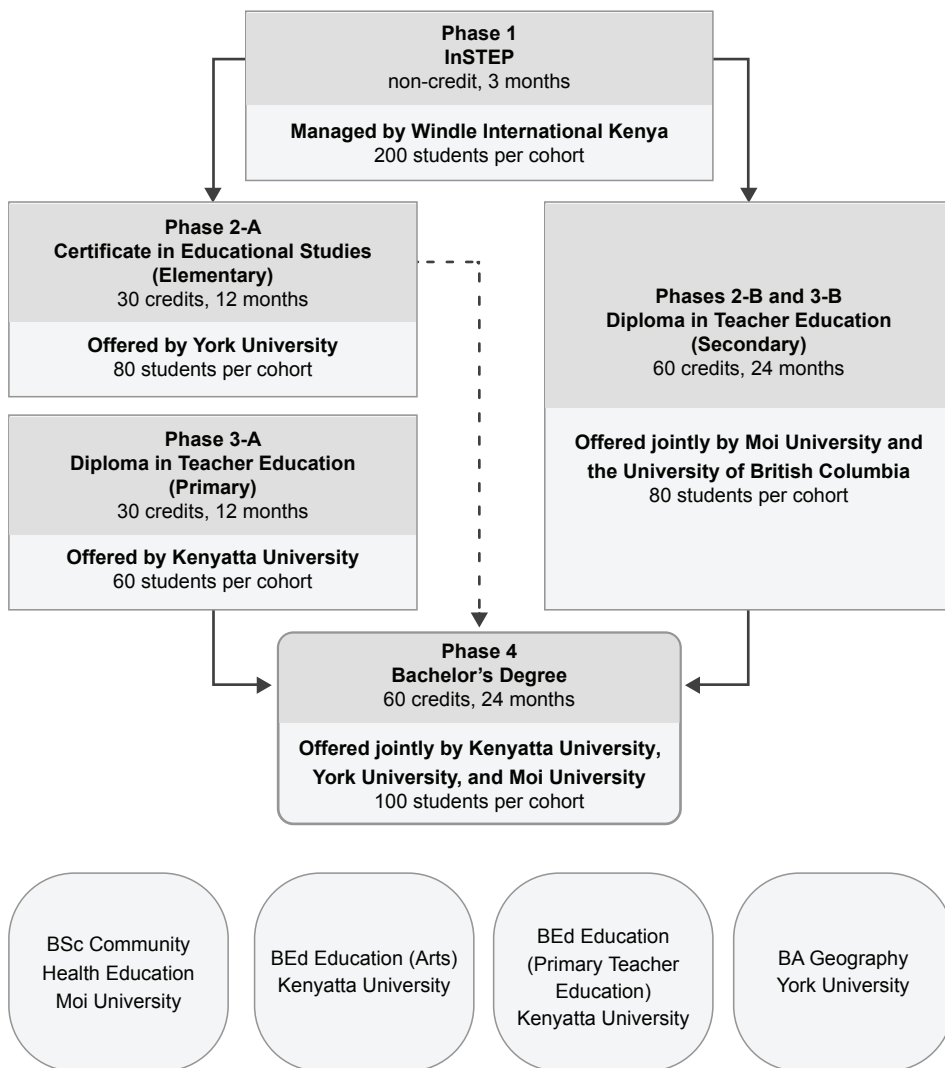 Phase 1
InSTEP
non-credit, 3 months
Managed by Windle International Kenya
200 students per cohort
Phase 2-A
Certificate in Educational Studies
(Elementary)
30 credits, 12 months
Offered by York University
80 students per cohort
Phases 2-B and 3-B
Diploma in Teacher Education
(Secondary)
60 credits, 24 months
Offered jointly by Moi University and
the University of British Columbia
80 students per cohort
Phase 3-A
Diploma in Teacher Education
(Primary)
30 credits, 12 months
Offered by Kenyatta University
60 students per cohort
Phase 4
Bachelor’s Degree
60 credits, 24 months
Offered jointly by Kenyatta University,
York University, and Moi University
100 students per cohort
BSc Community
Health Education
Moi University
BEd Education (Arts)
Kenyatta University
BEd Education
(Primary Teacher
Education)
Kenyatta University
BA Geography
York University